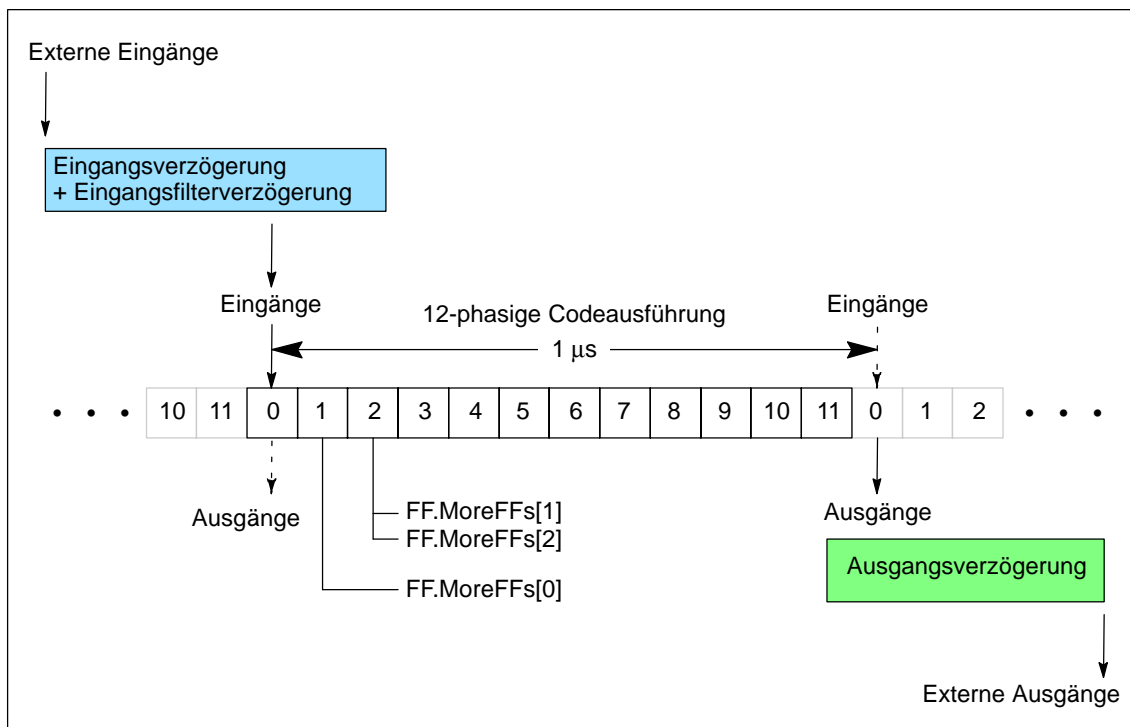 Externe Eingänge
Eingangsverzögerung
+ Eingangsfilterverzögerung
Eingänge
12-phasige Codeausführung
Eingänge
1 μs
• • • 10 11 0 1 2 3 4 5 6 7 8 9 10 11 0 1 2 • • •
Ausgänge
FF.MoreFFs[1]
Ausgänge
FF.MoreFFs[2]
Ausgangsverzögerung
FF.MoreFFs[0]
Externe Ausgänge